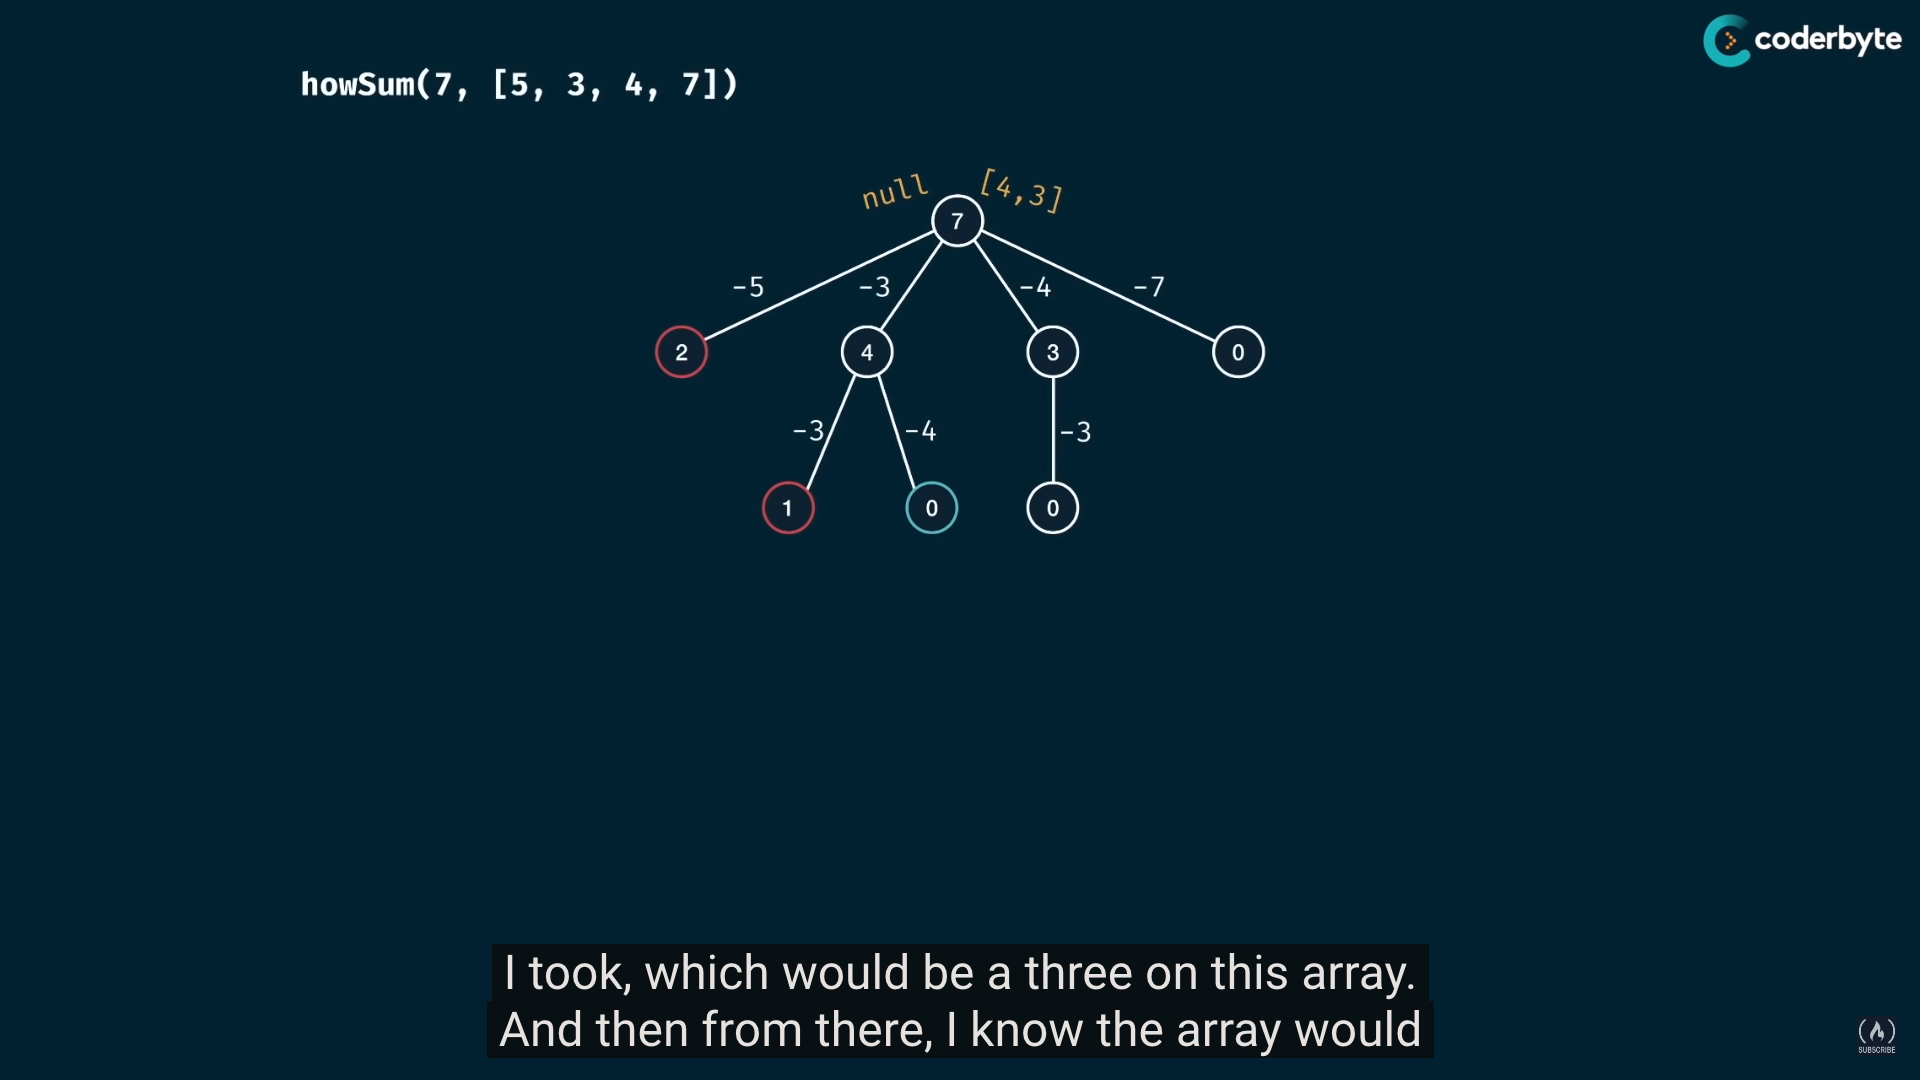 coderbyte
howSum(7, [5, 3, 4, 7])
null [4,3]
7
-5 -3 -4 -7
2 4 3 0
-3 -4 -3
1 0 0
I took, which would be a three on this array.
And then from there, I know the array would
SUBSCRIBE